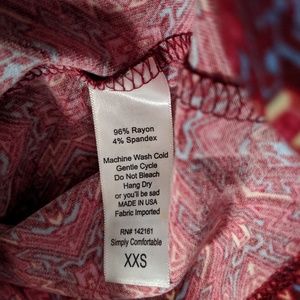 96% Rayon
4% Spandex
Machine Wash Cold
Gentle Cycle
Do Not Bleach
Hang Dry
or you'll be sad
MADE IN USA
Fabric Imported
RN# 142161
Simply Comfortable
XXS